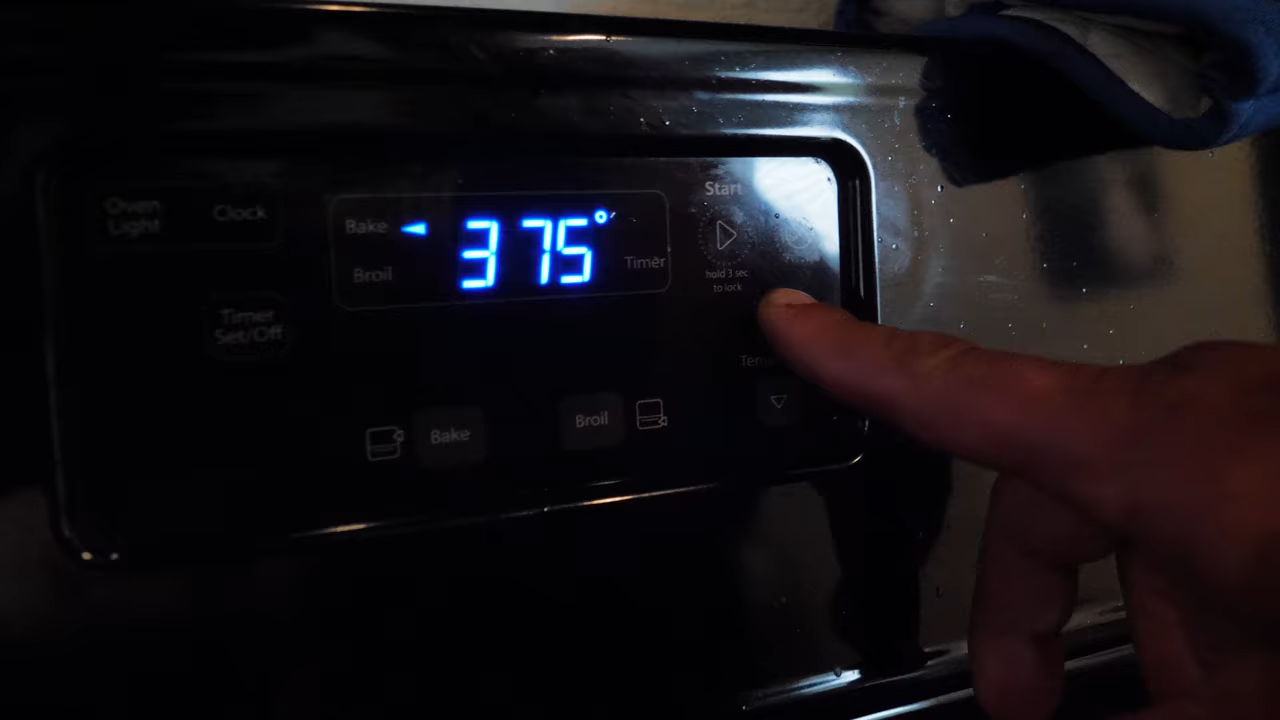 Oven
Light
Clock
Bake
375°
Broil
Timer
Start
hold 3 sec
to lock
Timer
Set/Off
Bake
Broil